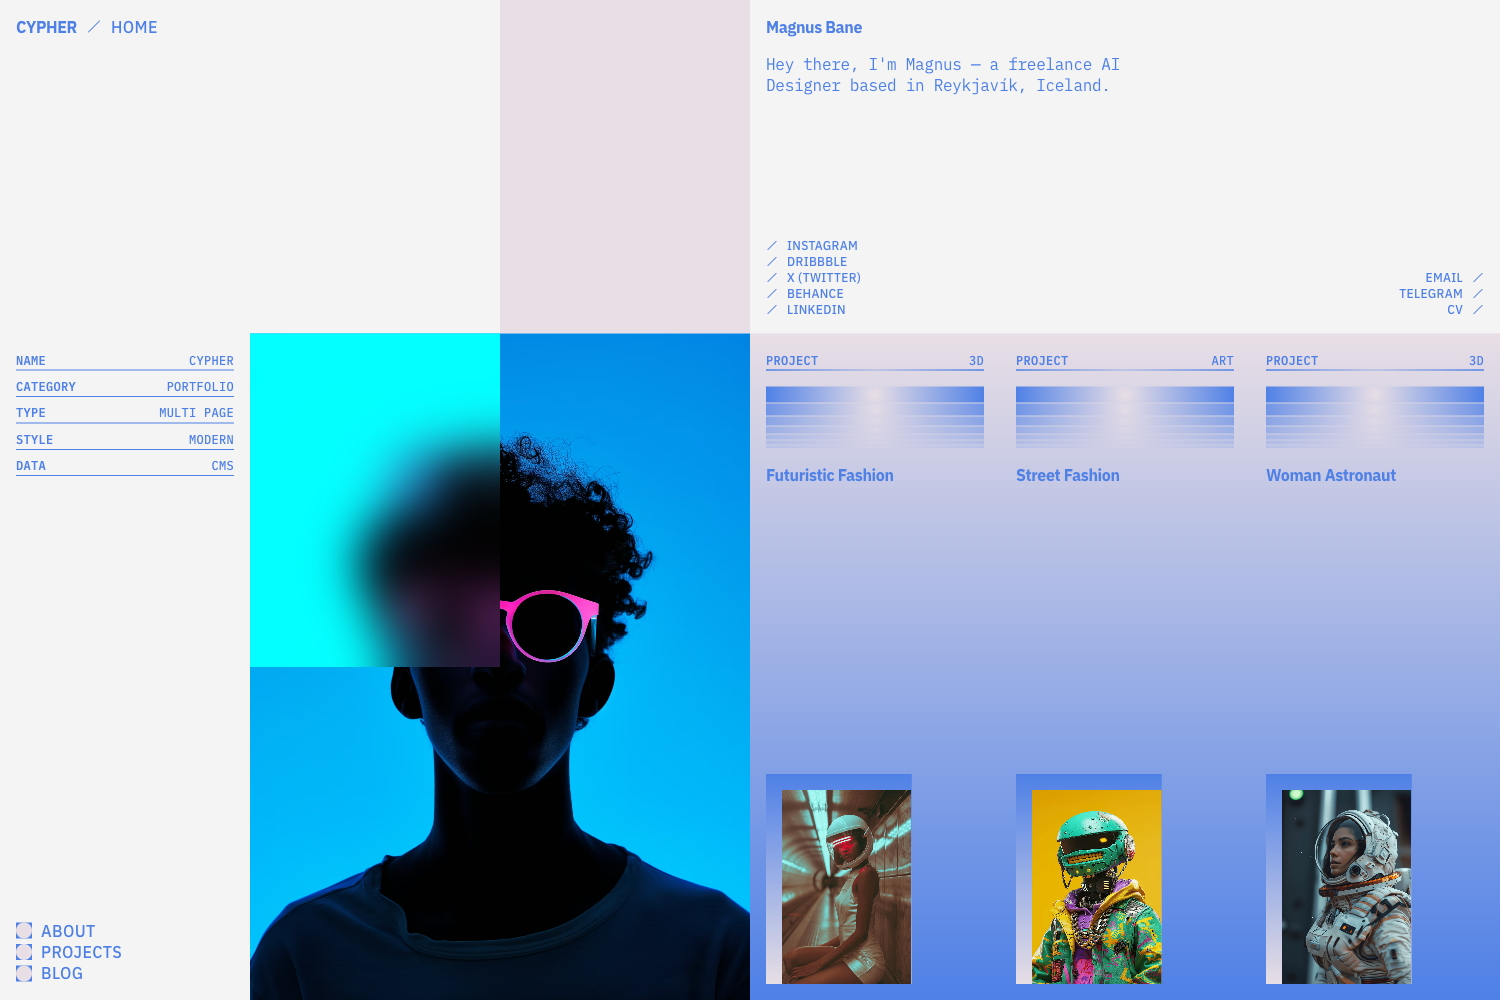 CYPHER / HOME
Magnus Bane
Hey there, I'm Magnus — a freelance AI
Designer based in Reykjavík, Iceland.
/ INSTAGRAM
/ DRIBBBLE
/ X (TWITTER)
/ BEHANCE
/ LINKEDIN
EMAIL /
TELEGRAM /
CV /
NAME CYPHER
CATEGORY PORTFOLIO
TYPE MULTI PAGE
STYLE MODERN
DATA CMS
PROJECT 3D
Futuristic Fashion
PROJECT ART
Street Fashion
PROJECT 3D
Woman Astronaut
ABOUT
PROJECTS
BLOG